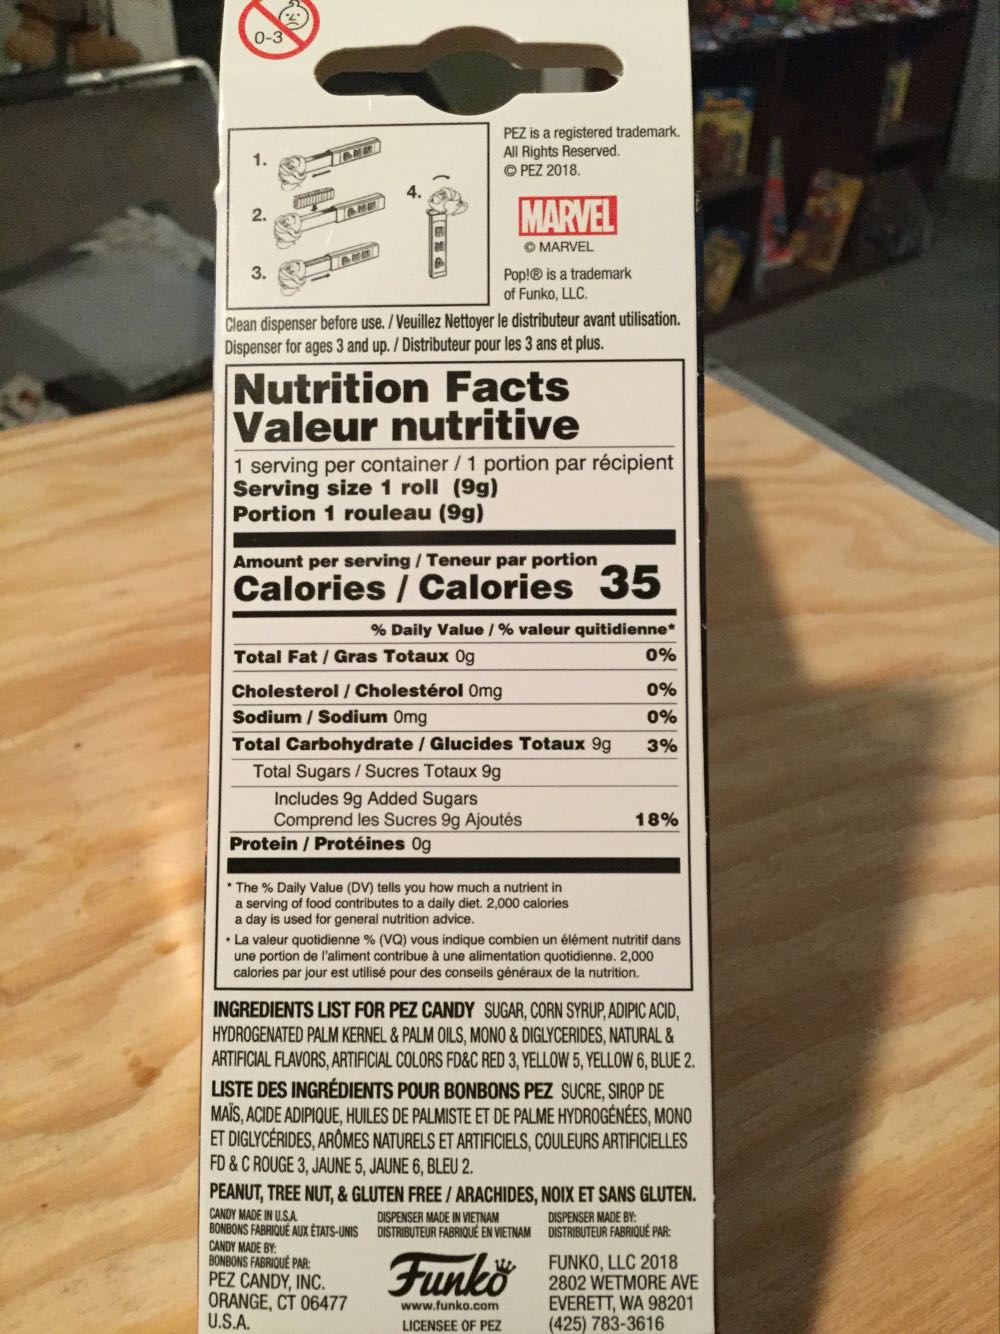 0-3
1.
2.
3.
4.
PEZ is a registered trademark.
All Rights Reserved.
© PEZ 2018.
MARVEL
© MARVEL
Pop!® is a trademark
of Funko, LLC.
Clean dispenser before use. / Veuillez Nettoyer le distributeur avant utilisation.
Dispenser for ages 3 and up. / Distributeur pour les 3 ans et plus.
Nutrition Facts
Valeur nutritive
1 serving per container / 1 portion par récipient
Serving size 1 roll (9g)
Portion 1 rouleau (9g)
Amount per serving / Teneur par portion
Calories / Calories 35
% Daily Value / % valeur quitidienne*
Total Fat / Gras Totaux 0g 0%
Cholesterol / Cholestérol 0mg 0%
Sodium / Sodium 0mg 0%
Total Carbohydrate / Glucides Totaux 9g 3%
Total Sugars / Sucres Totaux 9g
Includes 9g Added Sugars
Comprend les Sucres 9g Ajoutés 18%
Protein / Protéines 0g
* The % Daily Value (DV) tells you how much a nutrient in
a serving of food contributes to a daily diet. 2,000 calories
a day is used for general nutrition advice.
• La valeur quotidienne % (VQ) vous indique combien un élément nutritif dans
une portion de l'aliment contribue à une alimentation quotidienne. 2,000
calories par jour est utilisé pour des conseils généraux de la nutrition.
INGREDIENTS LIST FOR PEZ CANDY SUGAR, CORN SYRUP, ADIPIC ACID,
HYDROGENATED PALM KERNEL & PALM OILS, MONO & DIGLYCERIDES, NATURAL &
ARTIFICIAL FLAVORS, ARTIFICIAL COLORS FD&C RED 3, YELLOW 5, YELLOW 6, BLUE 2.
LISTE DES INGRÉDIENTS POUR BONBONS PEZ SUCRE, SIROP DE
MAÏS, ACIDE ADIPIQUE, HUILES DE PALMISTE ET DE PALME HYDROGÉNÉES, MONO
ET DIGLYCÉRIDES, ARÔMES NATURELS ET ARTIFICIELS, COULEURS ARTIFICIELLES
FD & C ROUGE 3, JAUNE 5, JAUNE 6, BLEU 2.
PEANUT, TREE NUT, & GLUTEN FREE / ARACHIDES, NOIX ET SANS GLUTEN.
CANDY MADE IN U.S.A.
BONBONS FABRIQUÉ AUX ÉTATS-UNIS
CANDY MADE BY:
BONBONS FABRIQUÉ PAR:
PEZ CANDY, INC.
ORANGE, CT 06477
U.S.A.
DISPENSER MADE IN VIETNAM
DISTRIBUTEUR FABRIQUÉ EN VIETNAM
Funko
www.funko.com
LICENSEE OF PEZ
DISPENSER MADE BY:
DISTRIBUTEUR FABRIQUÉ PAR:
FUNKO, LLC 2018
2802 WETMORE AVE
EVERETT, WA 98201
(425) 783-3616